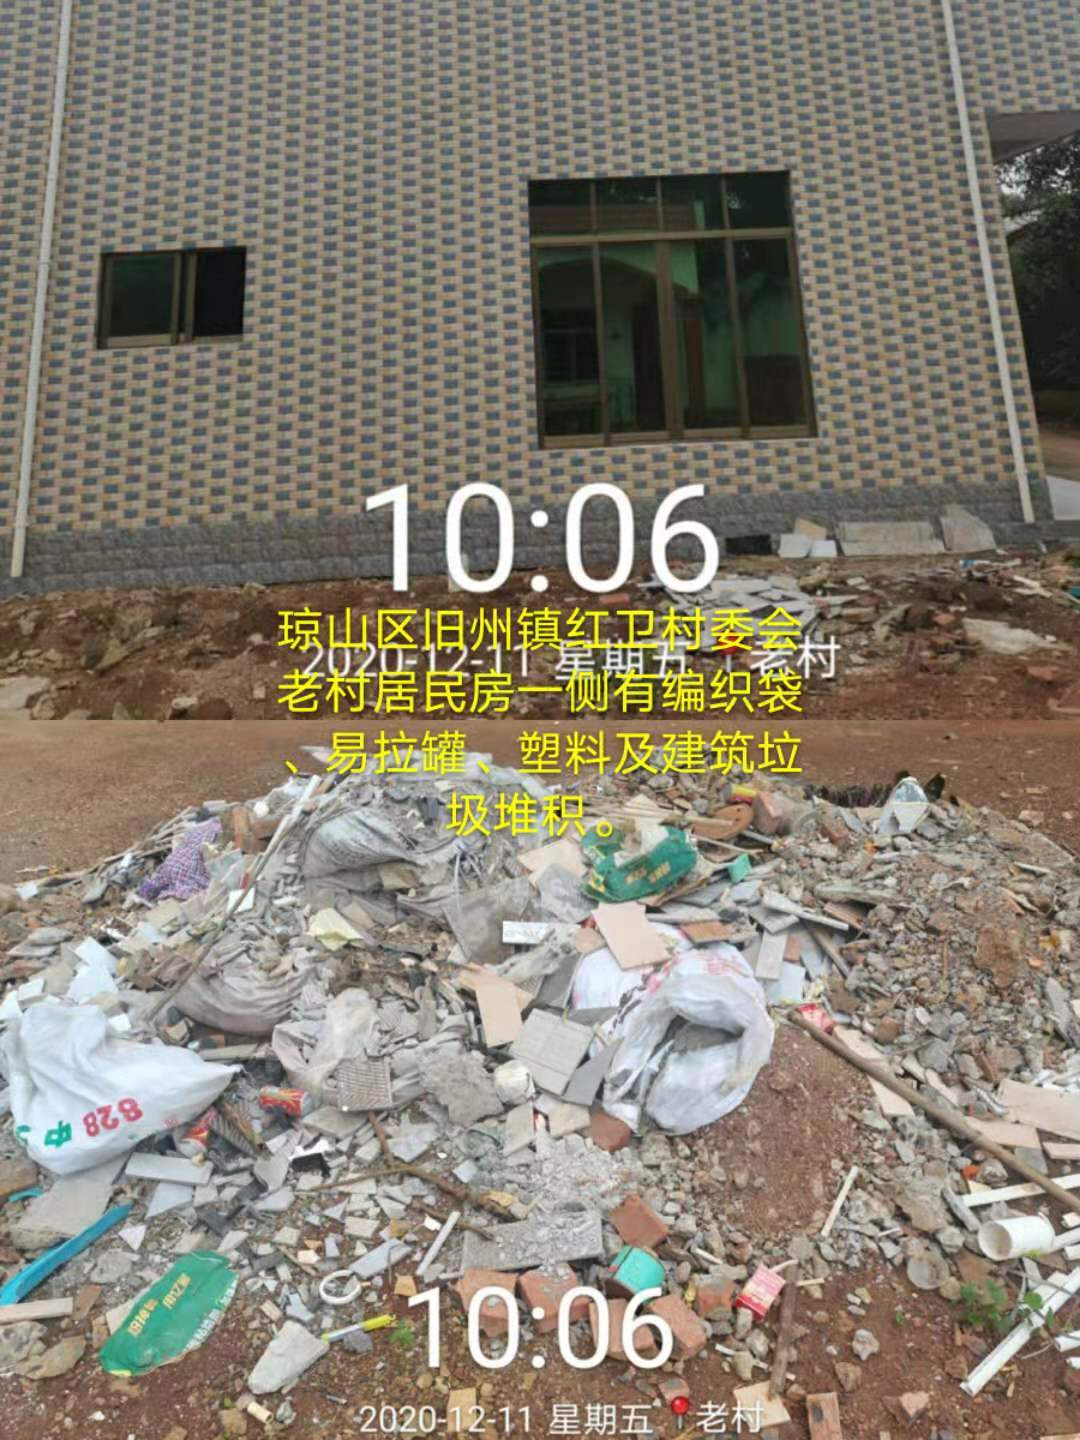 10:06
琼山区旧州镇红卫村委会
2020-12-11 星期五 老村
老村居民房一侧有编织袋
、易拉罐、塑料及建筑垃
圾堆积。
828
10:06
2020-12-11 星期五 老村